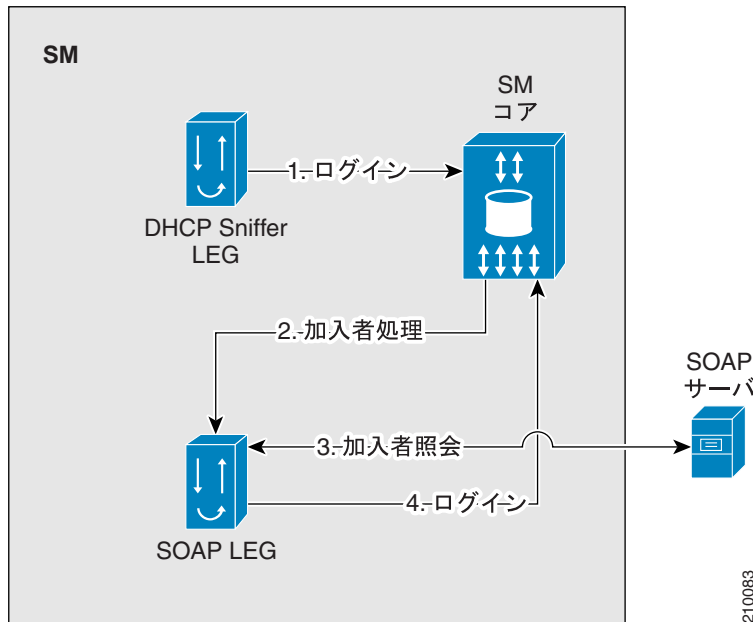 SM
SM
コア
1. ログイン
DHCP Sniffer
LEG
2. 加入者処理
SOAP
サーバ
3. 加入者照会
4. ログイン
SOAP LEG
210083